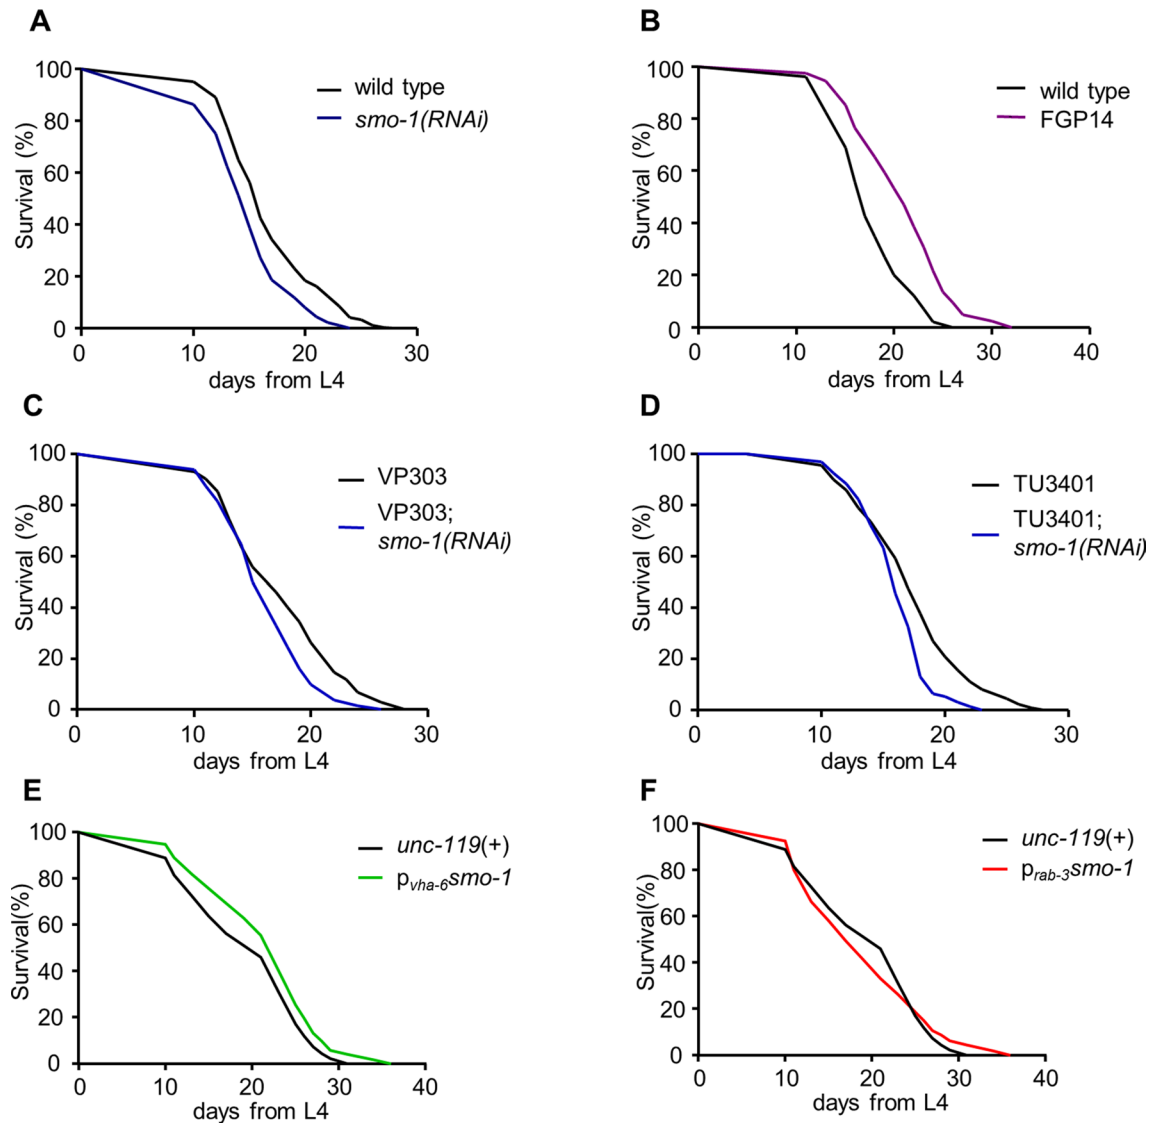 A
100
80
60
40
20
0
Survival (%)
0 10 20 30
days from L4
wild type
smo-1(RNAi)
B
100
80
60
40
20
0
Survival (%)
0 10 20 30 40
days from L4
wild type
FGP14
C
100
80
60
40
20
0
Survival (%)
0 10 20 30
days from L4
VP303
VP303;
smo-1(RNAi)
D
100
80
60
40
20
0
Survival (%)
0 10 20 30
days from L4
TU3401
TU3401;
smo-1(RNAi)
E
100
80
60
40
20
0
Survival(%)
0 10 20 30 40
days from L4
unc-119(+)
pvha-6smo-1
F
100
80
60
40
20
0
Survival(%)
0 10 20 30 40
days from L4
unc-119(+)
prab-3smo-1